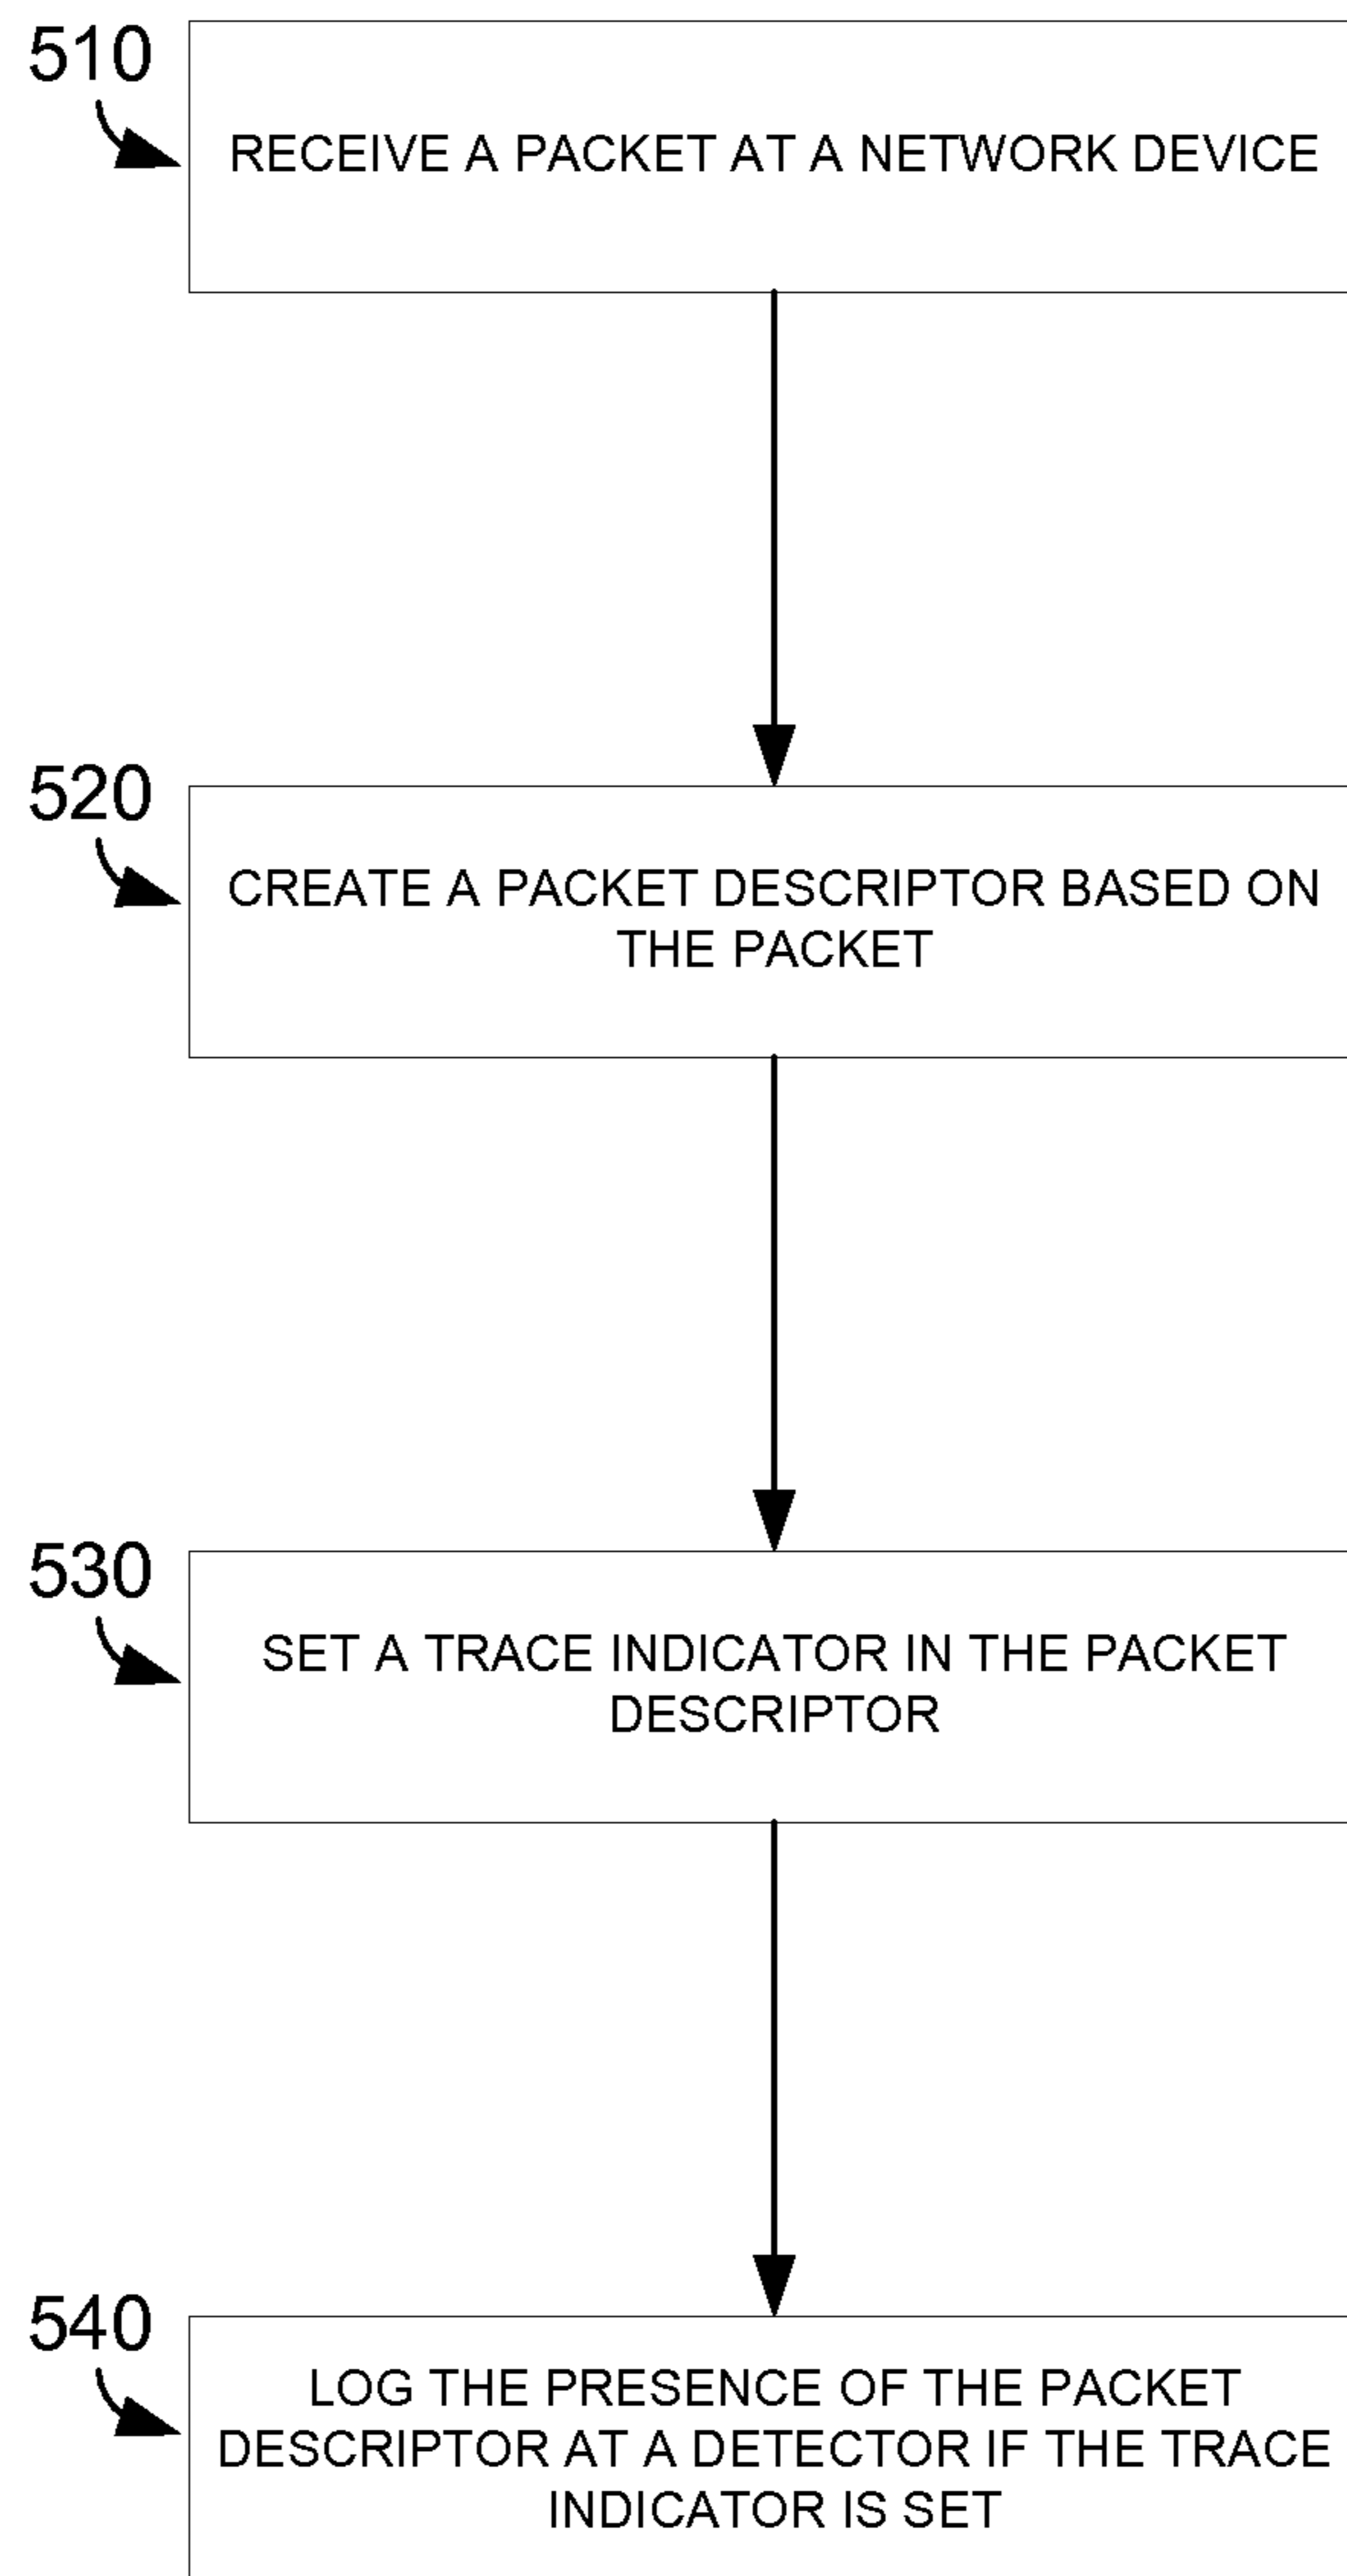 510
RECEIVE A PACKET AT A NETWORK DEVICE
520
CREATE A PACKET DESCRIPTOR BASED ON
THE PACKET
530
SET A TRACE INDICATOR IN THE PACKET
DESCRIPTOR
540
LOG THE PRESENCE OF THE PACKET
DESCRIPTOR AT A DETECTOR IF THE TRACE
INDICATOR IS SET